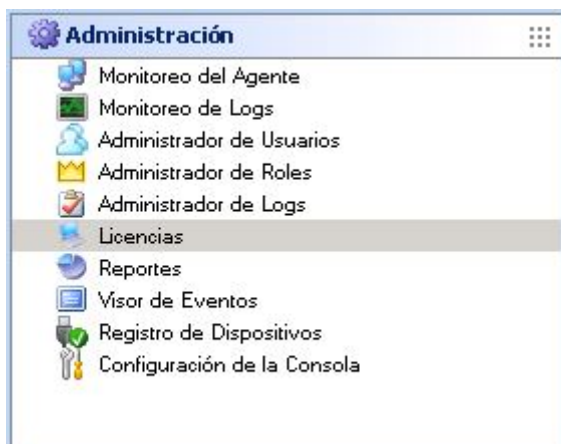 Administración
Monitoreo del Agente
Monitoreo de Logs
Administrador de Usuarios
Administrador de Roles
Administrador de Logs
Licencias
Reportes
Visor de Eventos
Registro de Dispositivos
Configuración de la Consola